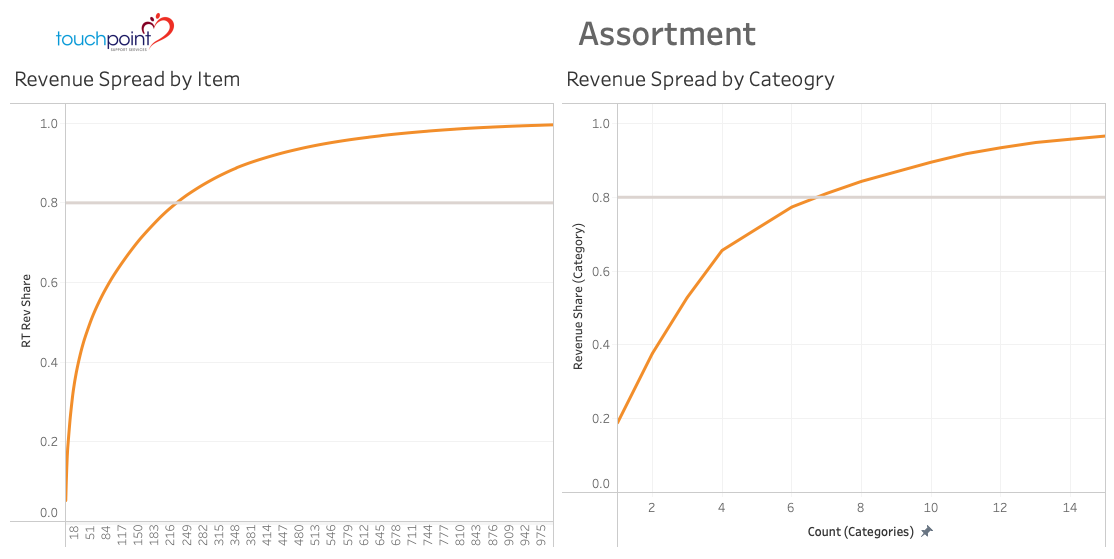 touchpoint
SUPPORT SERVICES
Assortment
Revenue Spread by Item
Revenue Spread by Cateogry
RT Rev Share
1.0
0.8
0.6
0.4
0.2
0.0
18 51 84 117 150 183 216 249 282 315 348 381 414 447 480 513 546 579 612 645 678 711 744 777 810 843 876 909 942 975
Revenue Share (Category)
1.0
0.8
0.6
0.4
0.2
0.0
2 4 6 8 10 12 14
Count (Categories)